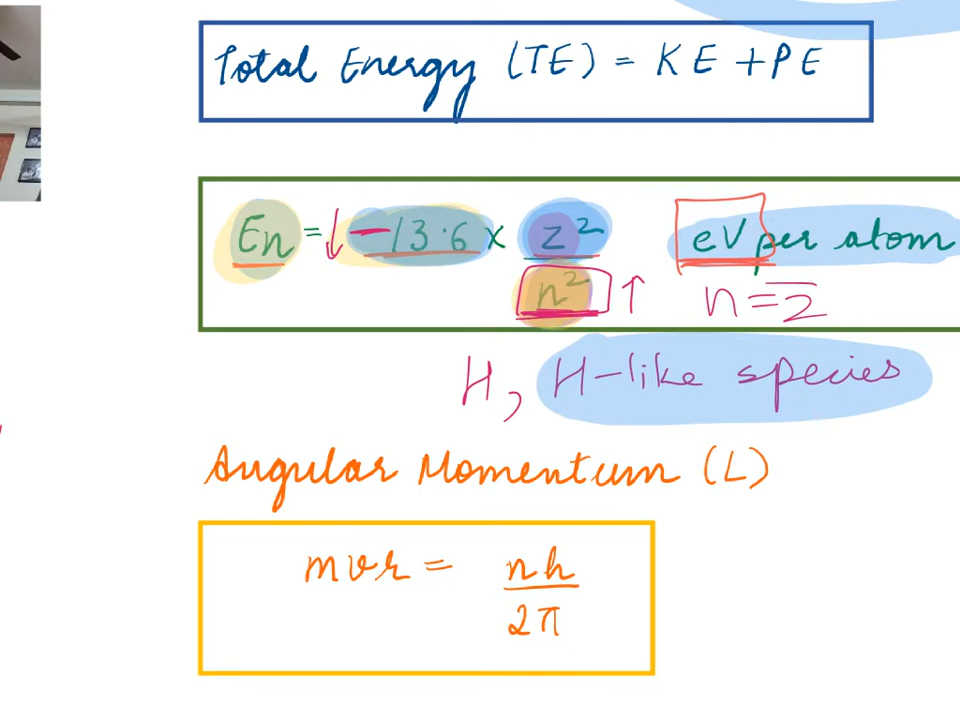 Total Energy (TE) = KE + PE
En = ↓ -13.6 x z² eV per atom
n² ↑ n = 2
H, H-like species
Angular Momentum (L)
mvr = nh
2π